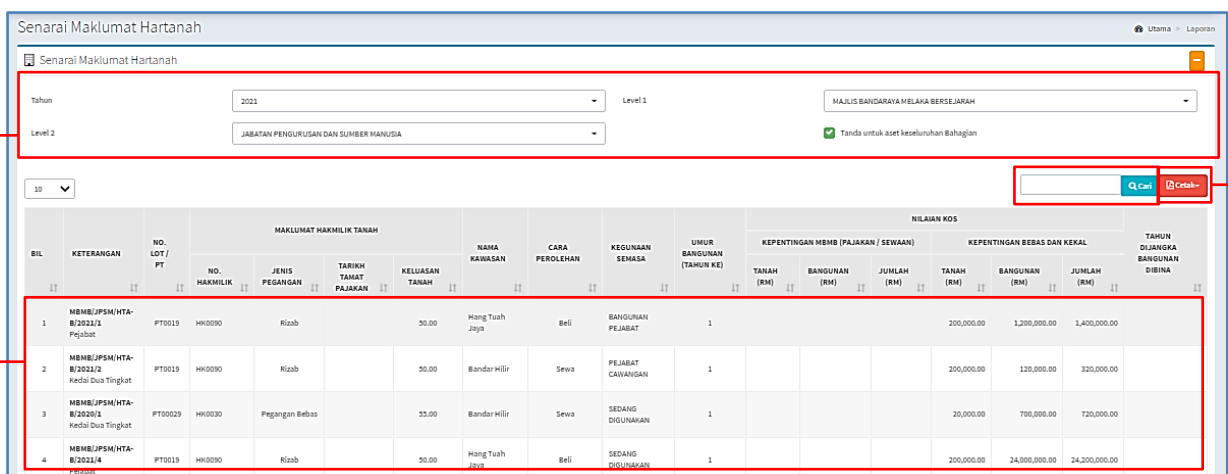 Senarai Maklumat Hartanah
Utama > Laporan
Senarai Maklumat Hartanah
Tahun
2021
Level 1
MAJLIS BANDARAYA MELAKA BERSEJARAH
Level 2
JABATAN PENGURUSAN DAN SUMBER MANUSIA
Tanda untuk aset keseluruhan Bahagian
10
Cari
Cetak
MAKLUMAT HAKMILIK TANAH
NILAIAN KOS
BIL
KETERANGAN
NO.
LOT /
PT
NO.
HAKMILIK
JENIS
PEGANGAN
TARIKH
TAMAT
PAJAKAN
KELUASAN
TANAH
NAMA
KAWASAN
CARA
PEROLEHAN
KEGUNAAN
SEMASA
UMUR
BANGUNAN
(TAHUN KE)
KEPENTINGAN MBMB (PAJAKAN / SEWAAN)
TANAH
(RM)
BANGUNAN
(RM)
JUMLAH
(RM)
KEPENTINGAN BEBAS DAN KEKAL
TANAH
(RM)
BANGUNAN
(RM)
JUMLAH
(RM)
TAHUN
DIJANGKA
BANGUNAN
DIBINA
1
MBMB/JPSM/HTA-
B/2021/1
Pejabat
PT0019
HK0090
Rizab
50.00
Hang Tuah
Jaya
Beli
BANGUNAN
PEJABAT
1
200,000.00
1,200,000.00
1,400,000.00
2
MBMB/JPSM/HTA-
B/2021/2
Kedai Dua Tingkat
PT0019
HK0090
Rizab
50.00
Bandar Hilir
Sewa
PEJABAT
CAWANGAN
1
200,000.00
120,000.00
320,000.00
3
MBMB/JPSM/HTA-
B/2020/1
Kedai Dua Tingkat
PT00029
HK0030
Pegangan Bebas
55.00
Bandar Hilir
Sewa
SEDANG
DIGUNAKAN
1
20,000.00
700,000.00
720,000.00
4
MBMB/JPSM/HTA-
B/2021/4
Pejabat
PT0019
HK0090
Rizab
50.00
Hang Tuah
Jaya
Beli
SEDANG
DIGUNAKAN
1
200,000.00
24,000,000.00
24,200,000.00